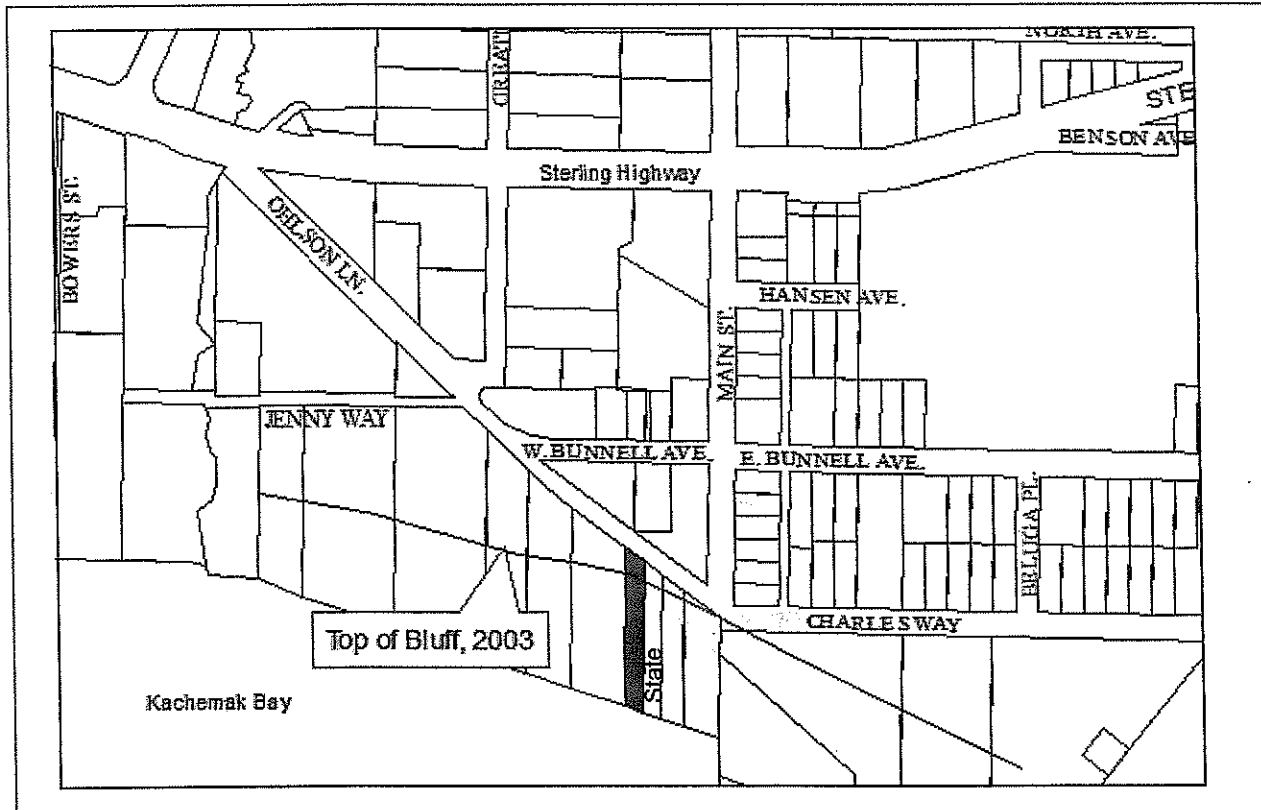 NORTH AVE.
GREAT
STE
BENSON AVE
Sterling Highway
BOWERS ST.
OHLSON LN.
HANSEN AVE.
MAIN ST.
JENNY WAY
W. BUNNELL AVE.
E. BUNNELL AVE.
BELUGA PL.
CHARLES WAY
Top of Bluff, 2003
State
Kachemak Bay